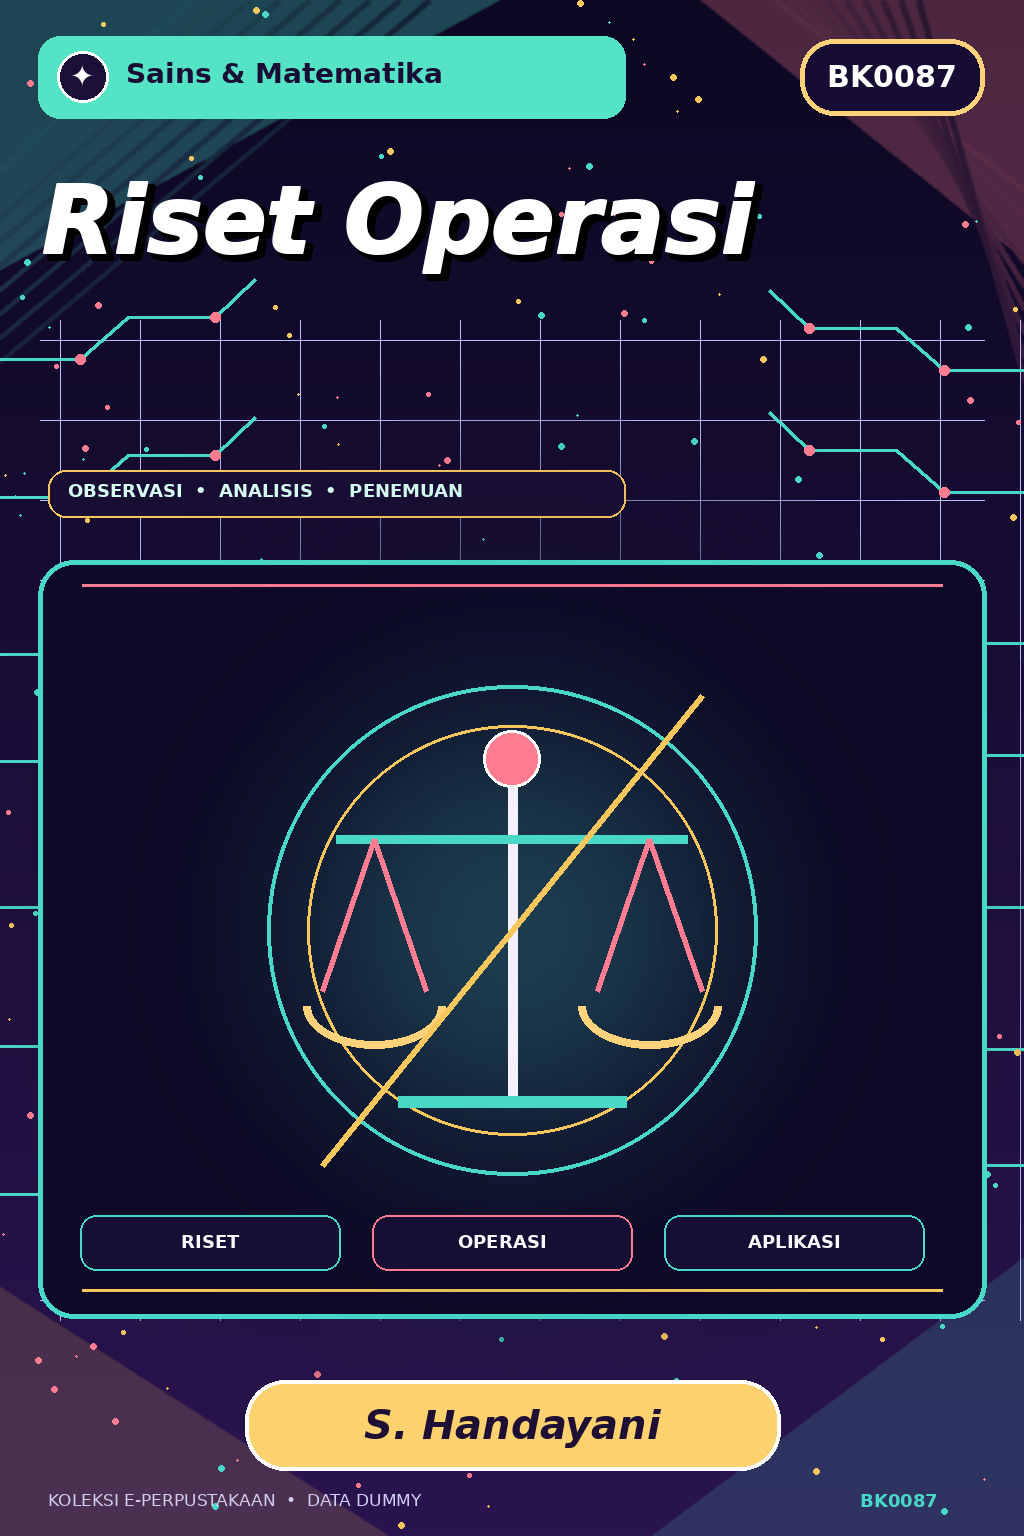 Sains & Matematika
BK0087
Riset Operasi
OBSERVASI • ANALISIS • PENEMUAN
RISET
OPERASI
APLIKASI
S. Handayani
KOLEKSI E-PERPUSTAKAAN • DATA DUMMY
BK0087